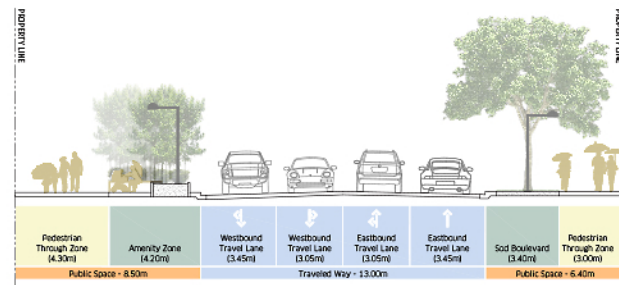 PROPERTY LINE
PROPERTY LINE
Pedestrian
Through Zone
(4.30m)
Amenity Zone
(4.20m)
Westbound
Travel Lane
(3.45m)
Westbound
Travel Lane
(3.05m)
Eastbound
Travel Lane
(3.05m)
Eastbound
Travel Lane
(3.45m)
Sod Boulevard
(3.40m)
Pedestrian
Through Zone
(3.00m)
Public Space - 8.50m
Traveled Way - 13.00m
Public Space - 6.40m